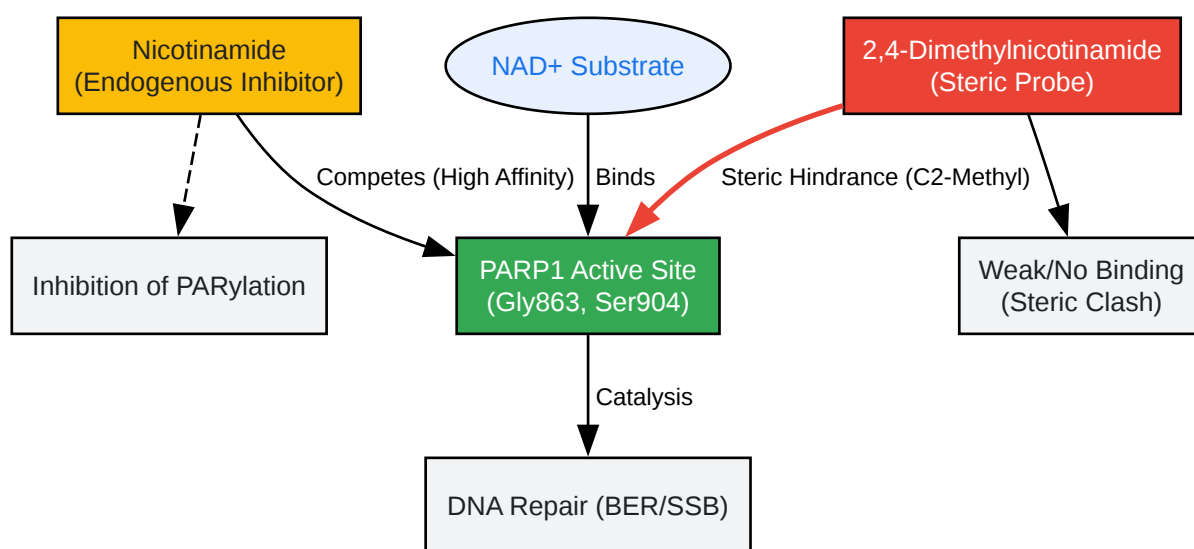 Nicotinamide
(Endogenous Inhibitor)
NAD+ Substrate
2,4-Dimethylnicotinamide
(Steric Probe)
Competes (High Affinity)
Binds
Steric Hindrance (C2-Methyl)
Inhibition of PARylation
PARP1 Active Site
(Gly863, Ser904)
Weak/No Binding
(Steric Clash)
Catalysis
DNA Repair (BER/SSB)